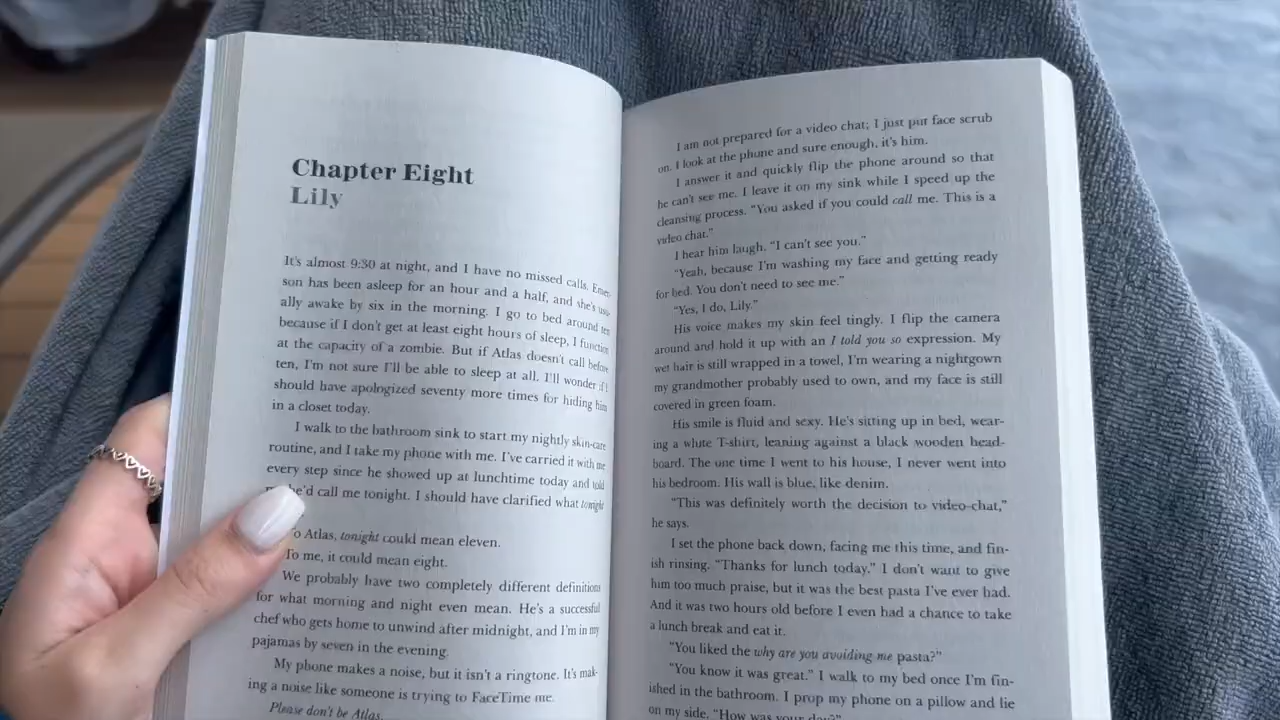 Chapter Eight
Lily
It's almost 9:30 at night, and I have no missed calls. Emer-
son has been asleep for an hour and a half, and she's usu-
ally awake by six in the morning. I go to bed around ten
because if I don't get at least eight hours of sleep, I function
at the capacity of a zombie. But if Atlas doesn't call before
ten, I'm not sure I'll be able to sleep at all. I'll wonder if I
should have apologized seventy more times for hiding him
in a closet today.
I walk to the bathroom sink to start my nightly skin-care
routine, and I take my phone with me. I've carried it with me
every step since he showed up at lunchtime today and told
he'd call me tonight. I should have clarified what tonight
To Atlas, tonight could mean eleven.
To me, it could mean eight.
We probably have two completely different definitions
for what morning and night even mean. He's a successful
chef who gets home to unwind after midnight, and I'm in my
pajamas by seven in the evening.
My phone makes a noise, but it isn't a ringtone. It's mak-
ing a noise like someone is trying to FaceTime me.
Please don't be Atlas.
I am not prepared for a video chat; I just put face scrub
on. I look at the phone and sure enough, it's him.
I answer it and quickly flip the phone around so that
he can't see me. I leave it on my sink while I speed up the
cleansing process. "You asked if you could call me. This is a
video chat."
I hear him laugh. "I can't see you."
"Yeah, because I'm washing my face and getting ready
for bed. You don't need to see me."
"Yes, I do, Lily."
His voice makes my skin feel tingly. I flip the camera
around and hold it up with an I told you so expression. My
wet hair is still wrapped in a towel, I'm wearing a nightgown
my grandmother probably used to own, and my face is still
covered in green foam.
His smile is fluid and sexy. He's sitting up in bed, wear-
ing a white T-shirt, leaning against a black wooden head-
board. The one time I went to his house, I never went into
his bedroom. His wall is blue, like denim.
"This was definitely worth the decision to video-chat,"
he says.
I set the phone back down, facing me this time, and fin-
ish rinsing. "Thanks for lunch today." I don't want to give
him too much praise, but it was the best pasta I've ever had.
And it was two hours old before I even had a chance to take
a lunch break and eat it.
"You liked the why are you avoiding me pasta?"
"You know it was great." I walk to my bed once I'm fin-
ished in the bathroom. I prop my phone on a pillow and lie
on my side. "How was your day?"